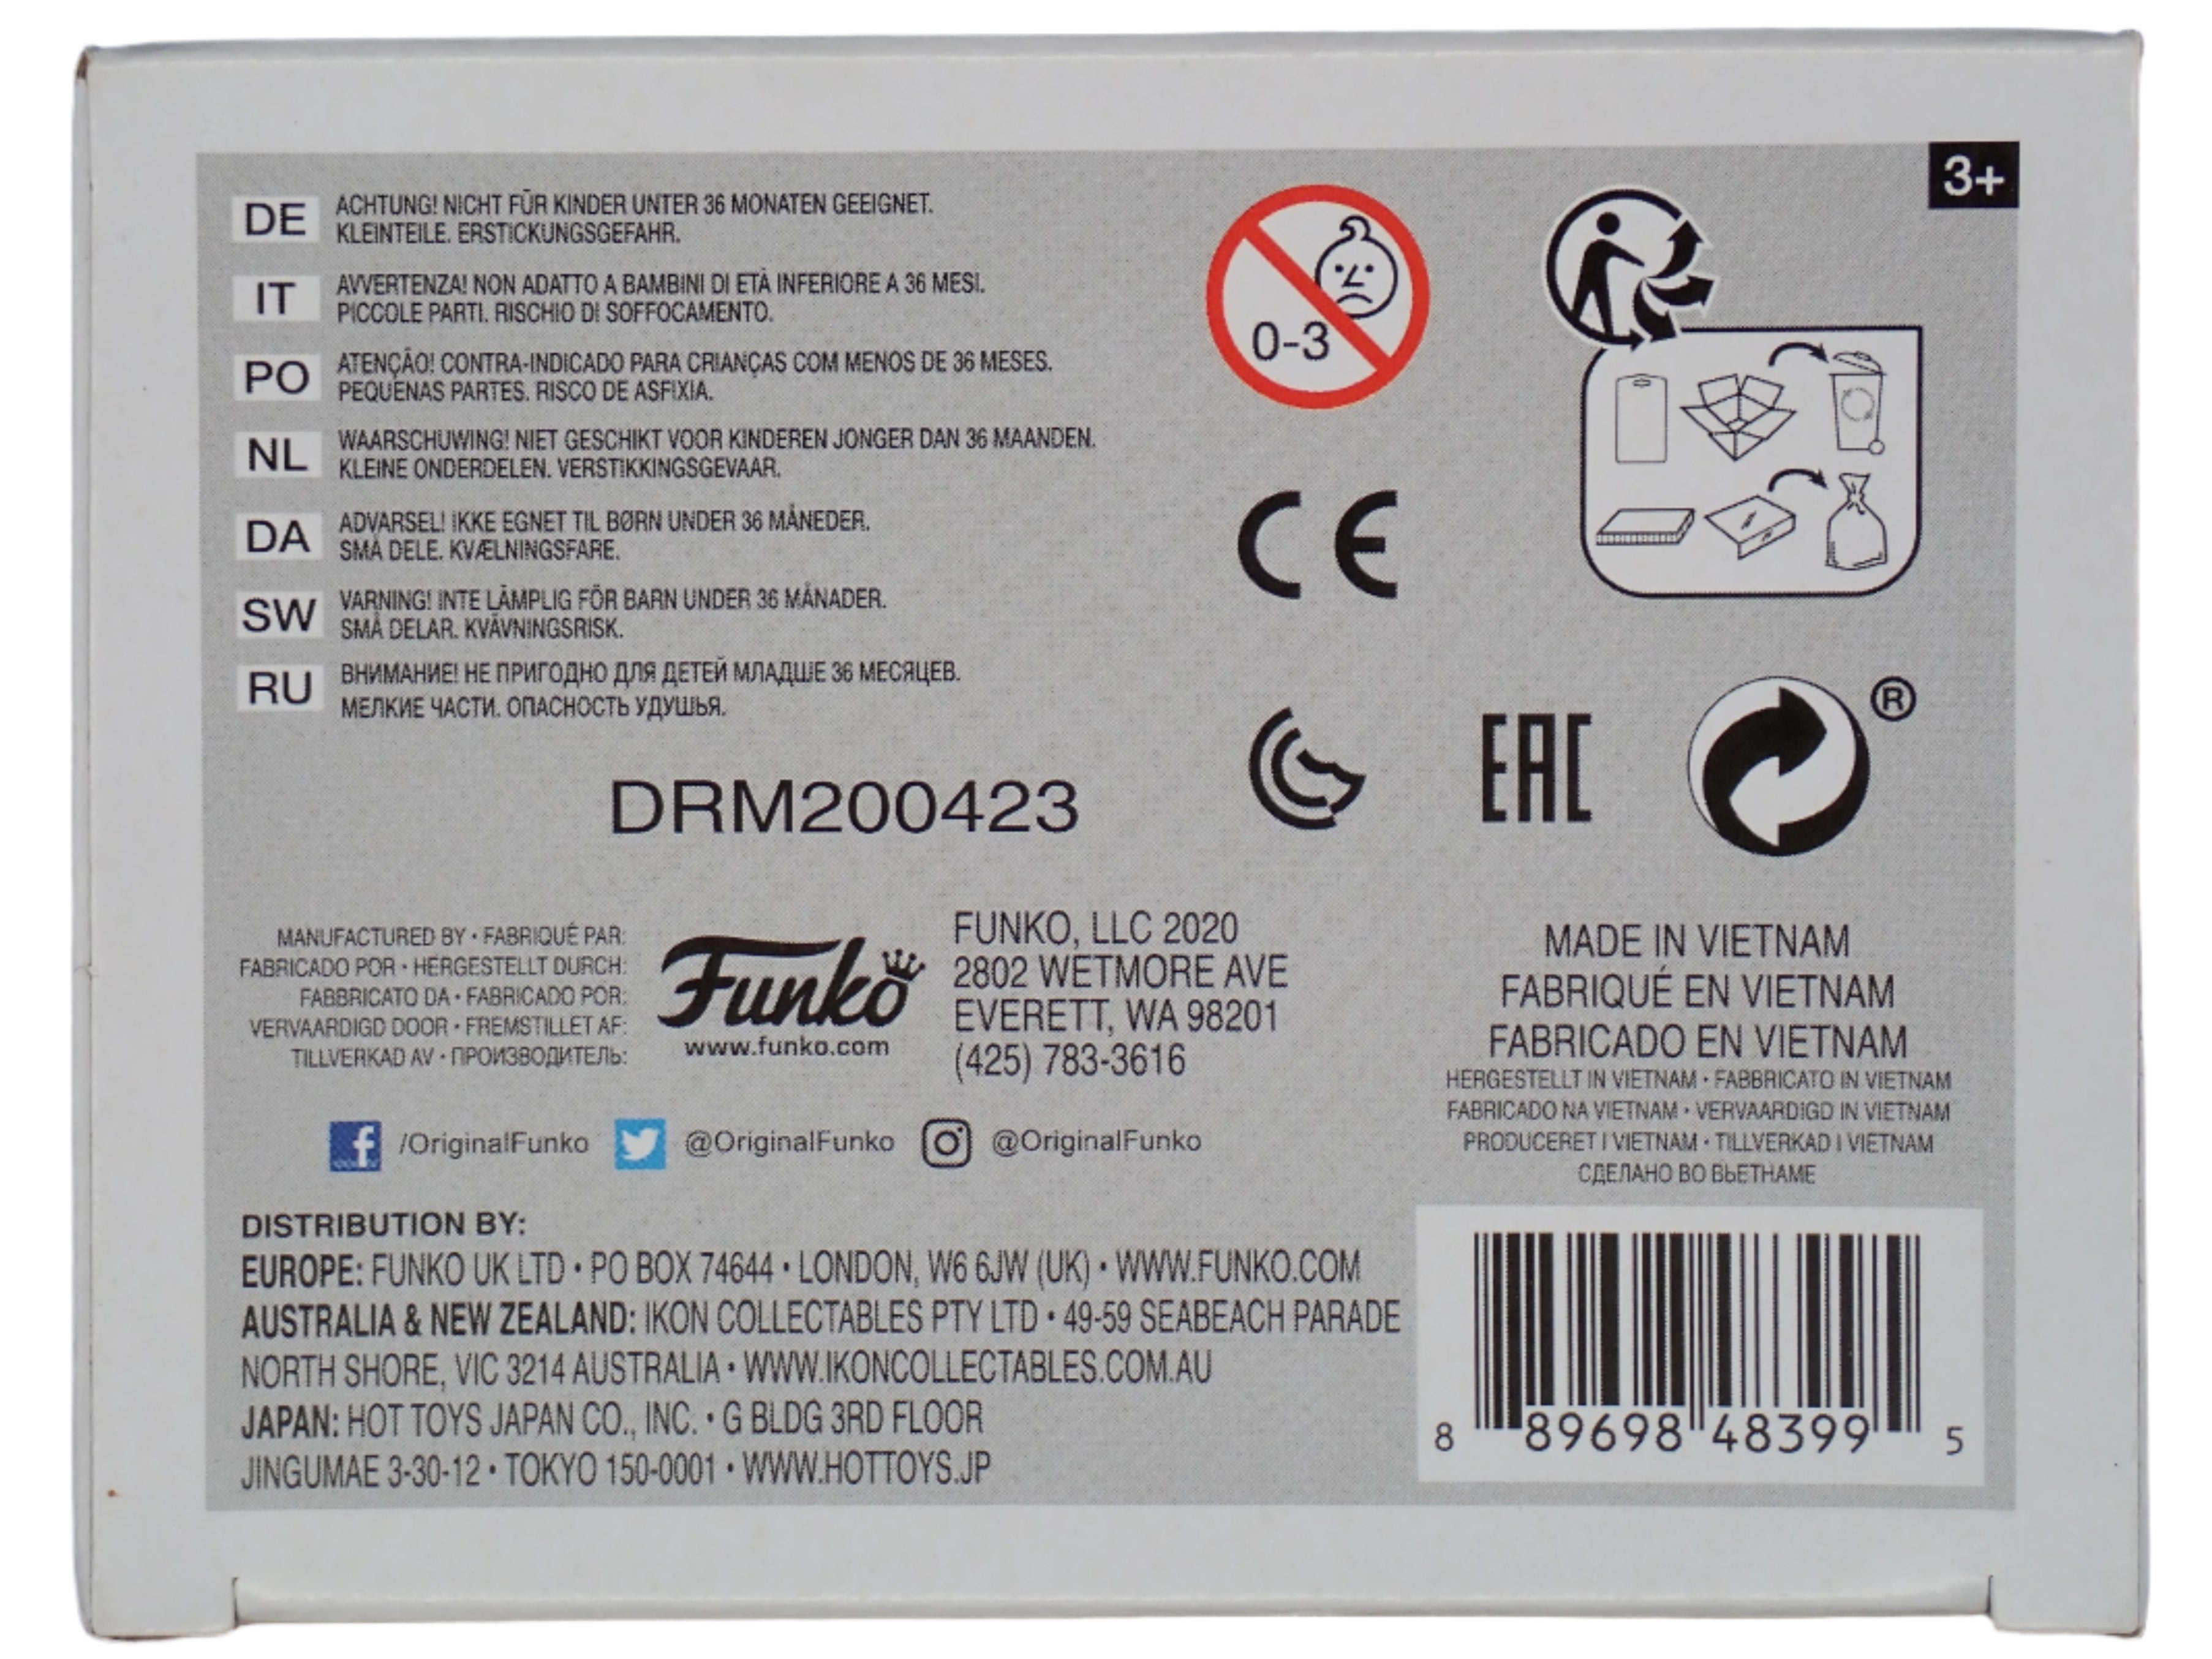 3+
DE ACHTUNG! NICHT FÜR KINDER UNTER 36 MONATEN GEEIGNET.
KLEINTEILE. ERSTICKUNGSGEFAHR.
IT AVVERTENZA! NON ADATTO A BAMBINI DI ETÀ INFERIORE A 36 MESI.
PICCOLE PARTI. RISCHIO DI SOFFOCAMENTO.
PO ATENÇÃO! CONTRA-INDICADO PARA CRIANÇAS COM MENOS DE 36 MESES.
PEQUENAS PARTES. RISCO DE ASFIXIA.
NL WAARSCHUWING! NIET GESCHIKT VOOR KINDEREN JONGER DAN 36 MAANDEN.
KLEINE ONDERDELEN. VERSTIKKINGSGEVAAR.
DA ADVARSEL! IKKE EGNET TIL BØRN UNDER 36 MÅNEDER.
SMÅ DELE. KVÆLNINGSFARE.
SW VARNING! INTE LÄMPLIG FÖR BARN UNDER 36 MÅNADER.
SMÅ DELAR. KVÄVNINGSRISK.
RU ВНИМАНИЕ! НЕ ПРИГОДНО ДЛЯ ДЕТЕЙ МЛАДШЕ 36 МЕСЯЦЕВ.
МЕЛКИЕ ЧАСТИ. ОПАСНОСТЬ УДУШЬЯ.
0-3
CE
EAC
®
DRM200423
MANUFACTURED BY • FABRIQUÉ PAR:
FABRICADO POR • HERGESTELLT DURCH:
FABBRICATO DA • FABRICADO POR:
VERVAARDIGD DOOR • FREMSTILLET AF:
TILLVERKAD AV • ПРОИЗВОДИТЕЛЬ:
Funko
www.funko.com
FUNKO, LLC 2020
2802 WETMORE AVE
EVERETT, WA 98201
(425) 783-3616
MADE IN VIETNAM
FABRIQUÉ EN VIETNAM
FABRICADO EN VIETNAM
HERGESTELLT IN VIETNAM • FABBRICATO IN VIETNAM
FABRICADO NA VIETNAM • VERVAARDIGD IN VIETNAM
PRODUCERET I VIETNAM • TILLVERKAD I VIETNAM
СДЕЛАНО ВО ВЬЕТНАМЕ
f /OriginalFunko @OriginalFunko @OriginalFunko
DISTRIBUTION BY:
EUROPE: FUNKO UK LTD • PO BOX 74644 • LONDON, W6 6JW (UK) • WWW.FUNKO.COM
AUSTRALIA & NEW ZEALAND: IKON COLLECTABLES PTY LTD • 49-59 SEABEACH PARADE
NORTH SHORE, VIC 3214 AUSTRALIA • WWW.IKONCOLLECTABLES.COM.AU
JAPAN: HOT TOYS JAPAN CO., INC. • G BLDG 3RD FLOOR
JINGUMAE 3-30-12 • TOKYO 150-0001 • WWW.HOTTOYS.JP
8 89698 48399 5